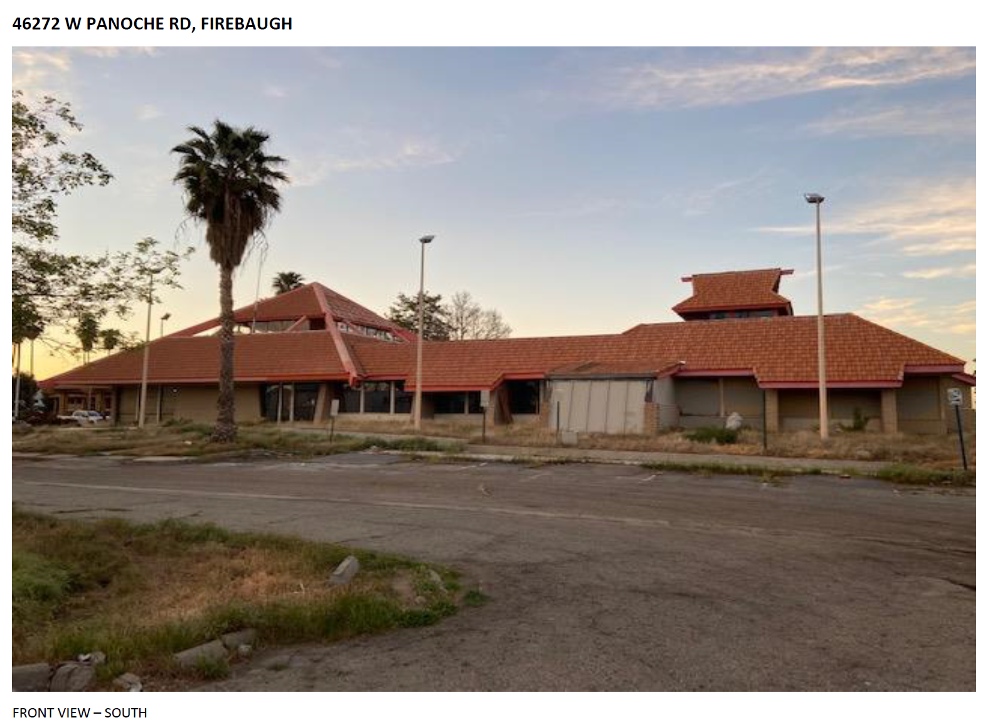 46272 W PANOCHE RD, FIREBAUGH
FRONT VIEW – SOUTH